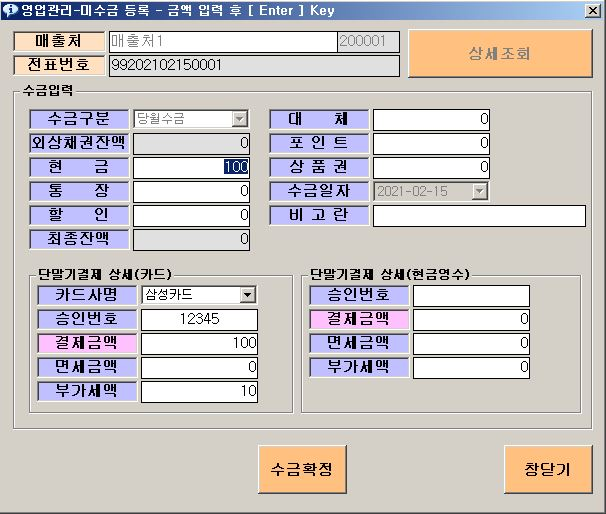 영업관리-미수금 등록 - 금액 입력 후 [ Enter ] Key
매출처 매출처1 200001 상세조회
전표번호 99202102150001
수금입력
수금구분 당월수금 대 체 0
외상채권잔액 0 포 인 트 0
현 금 100 상 품 권 0
통 장 0 수금일자 2021-02-15
할 인 0 비 고 란
최종잔액 0
단말기결제 상세(카드) 단말기결제 상세(현금영수)
카드사명 삼성카드 승인번호
승인번호 12345 결제금액 0
결제금액 100 면세금액 0
면세금액 0 부가세액 0
부가세액 10
수금확정 창닫기